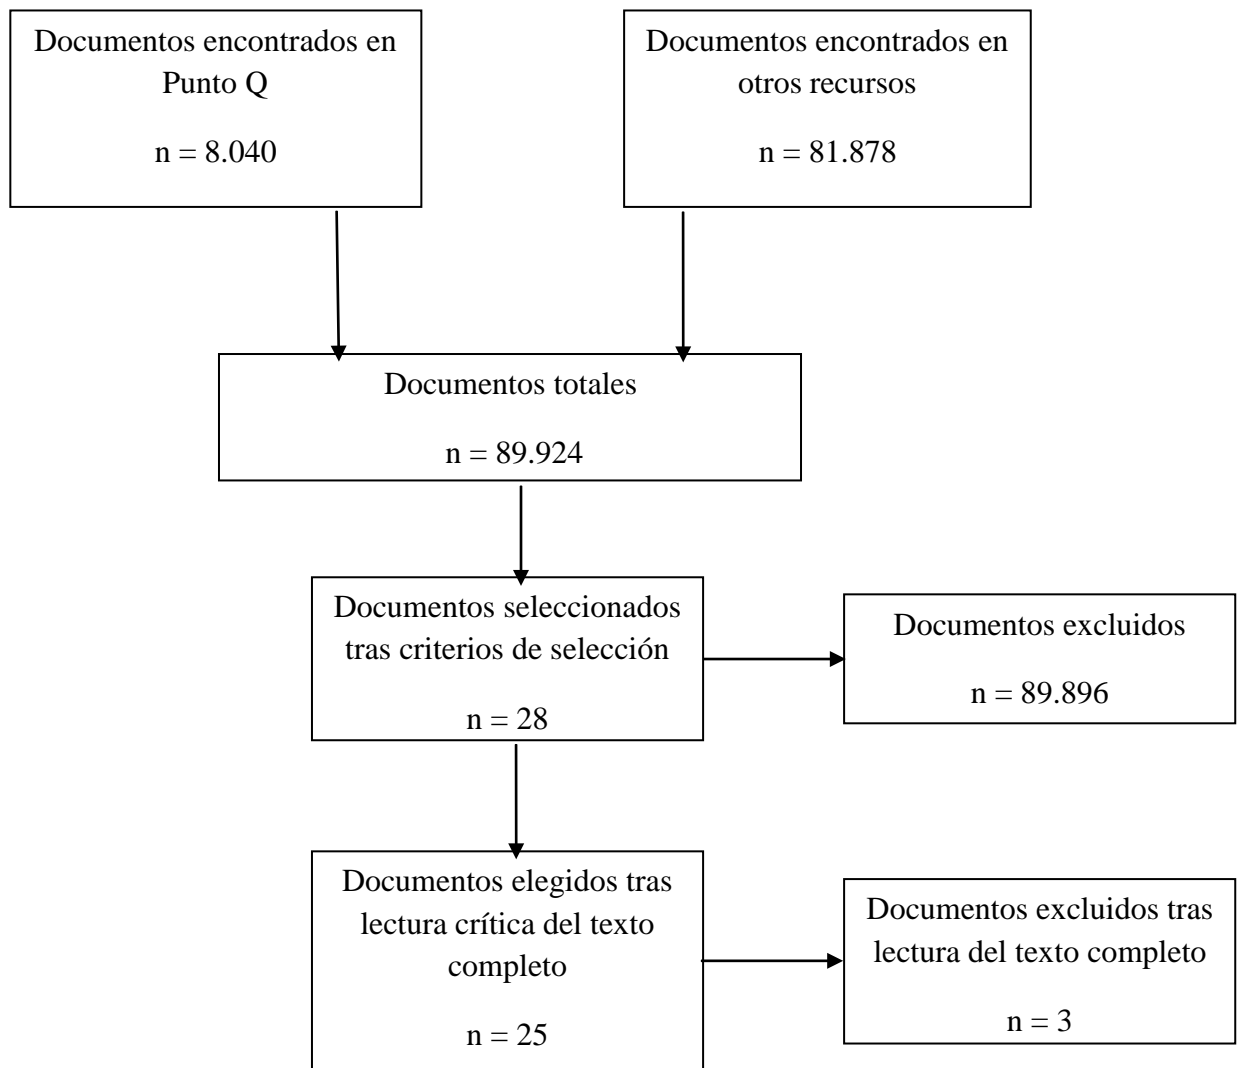 Documentos encontrados en
Punto Q
n = 8.040
Documentos encontrados en
otros recursos
n = 81.878
Documentos totales
n = 89.924
Documentos seleccionados
tras criterios de selección
n = 28
Documentos excluidos
n = 89.896
Documentos elegidos tras
lectura crítica del texto
completo
n = 25
Documentos excluidos tras
lectura del texto completo
n = 3